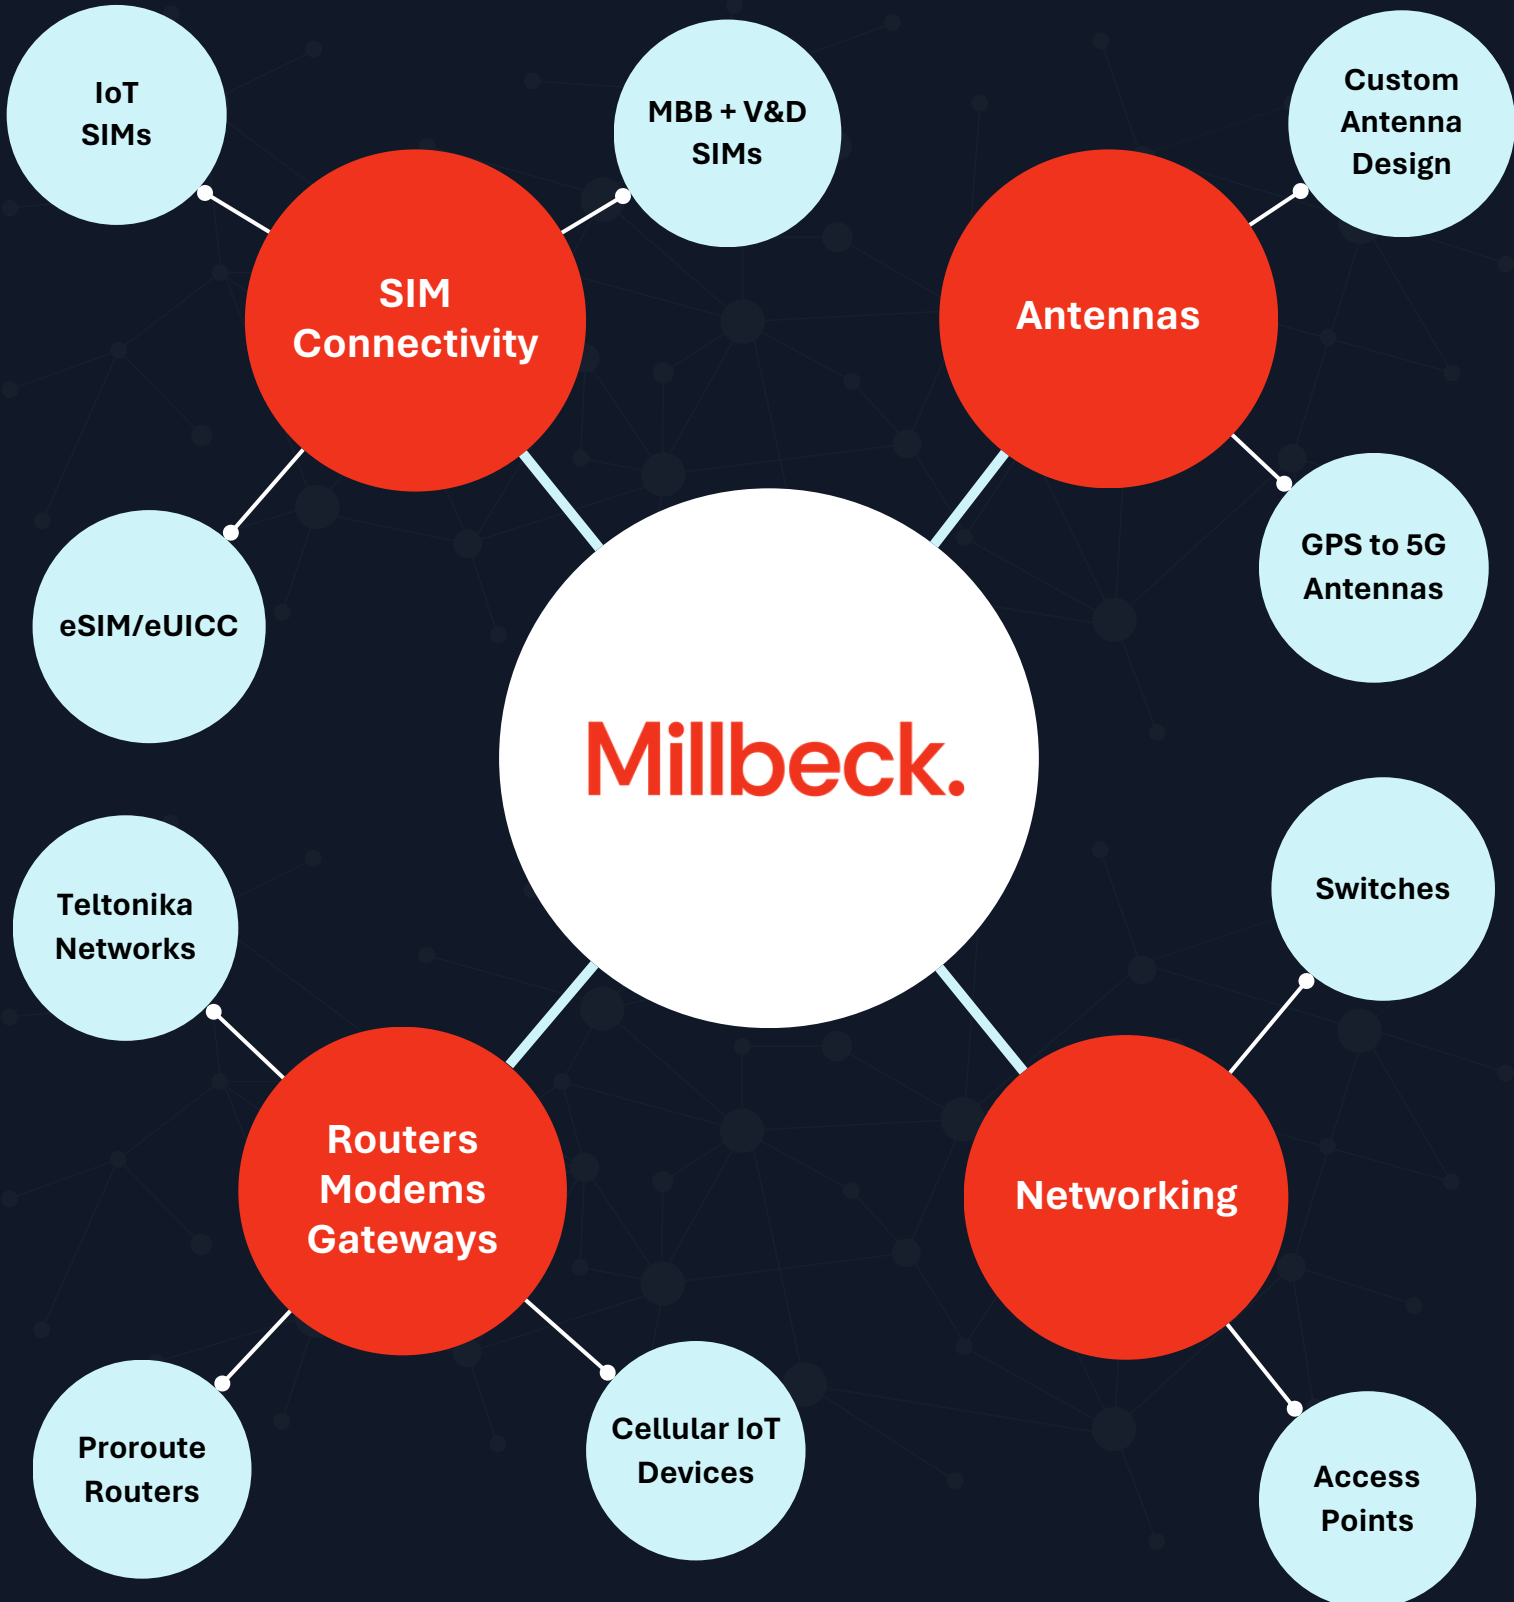 IoT
SIMs
MBB + V&D
SIMs
Custom
Antenna
Design
SIM
Connectivity
Antennas
eSIM/eUICC
GPS to 5G
Antennas
Millbeck.
Teltonika
Networks
Switches
Routers
Modems
Gateways
Networking
Proroute
Routers
Cellular IoT
Devices
Access
Points